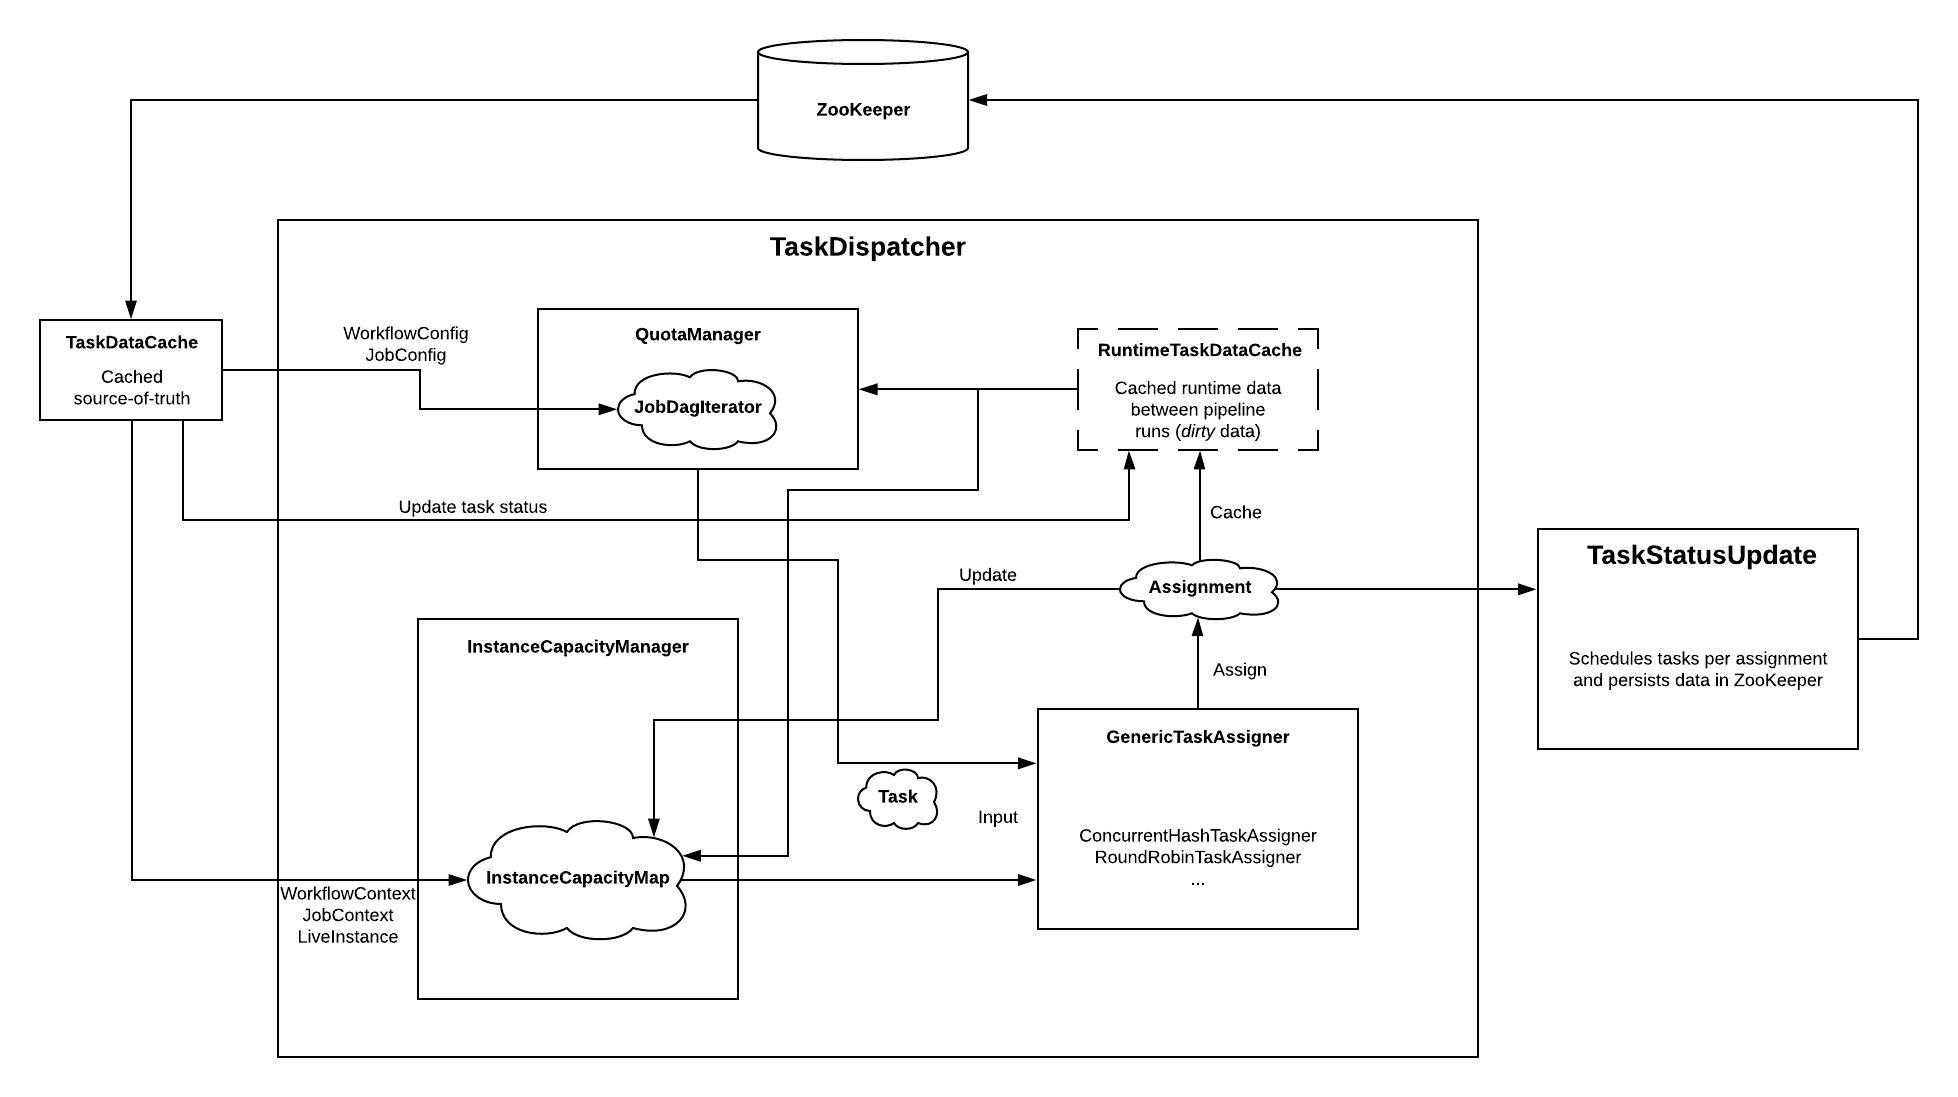 ZooKeeper
TaskDispatcher
TaskDataCache
Cached
source-of-truth
WorkflowConfig
JobConfig
QuotaManager
JobDagIterator
RuntimeTaskDataCache
Cached runtime data
between pipeline
runs (dirty data)
Update task status
Cache
Update
Assignment
TaskStatusUpdate
Schedules tasks per assignment
and persists data in ZooKeeper
InstanceCapacityManager
Assign
GenericTaskAssigner
Task
Input
ConcurrentHashTaskAssigner
RoundRobinTaskAssigner
...
InstanceCapacityMap
WorkflowContext
JobContext
LiveInstance